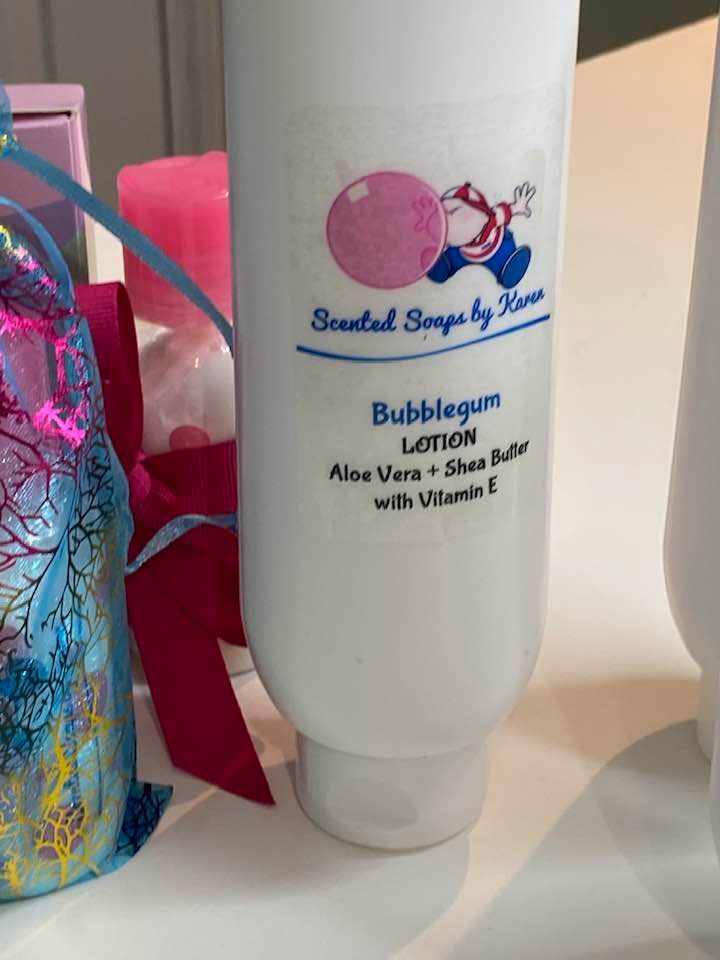 Scented Soaps by Karen
Bubblegum
LOTION
Aloe Vera + Shea Butter
with Vitamin E